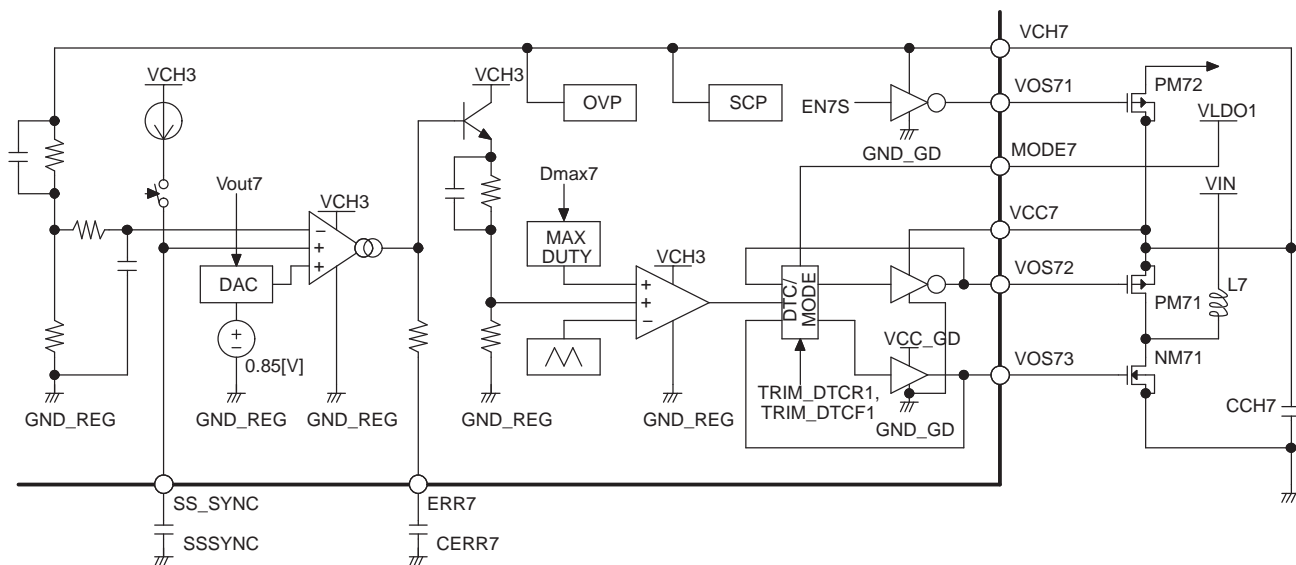 VCH7
VCH3
VCH3
OVP
SCP
EN7S
VOS71
PM72
GND_GD
MODE7
VLDO1
Vout7
Dmax7
VCH3
VIN
VCC7
−
+
+
MAX
DUTY
DAC
VCH3
+
+
−
DTC/
MODE
VOS72
PM71
L7
+
−
0.85[V]
VCC_GD
NM71
VOS73
GND_REG
GND_REG
GND_REG
GND_REG
GND_REG
TRIM_DTCR1,
TRIM_DTCF1
GND_GD
CCH7
SS_SYNC
ERR7
SSSYNC
CERR7